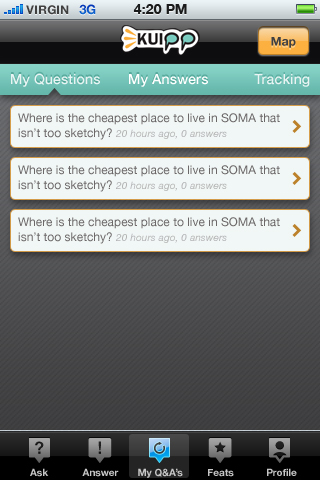 VIRGIN 3G 4:20 PM
KUIPP Map
My Questions My Answers Tracking
Where is the cheapest place to live in SOMA that
isn't too sketchy? 20 hours ago, 0 answers
Where is the cheapest place to live in SOMA that
isn't too sketchy? 20 hours ago, 0 answers
Where is the cheapest place to live in SOMA that
isn't too sketchy? 20 hours ago, 0 answers
Ask Answer My Q&A's Feats Profile